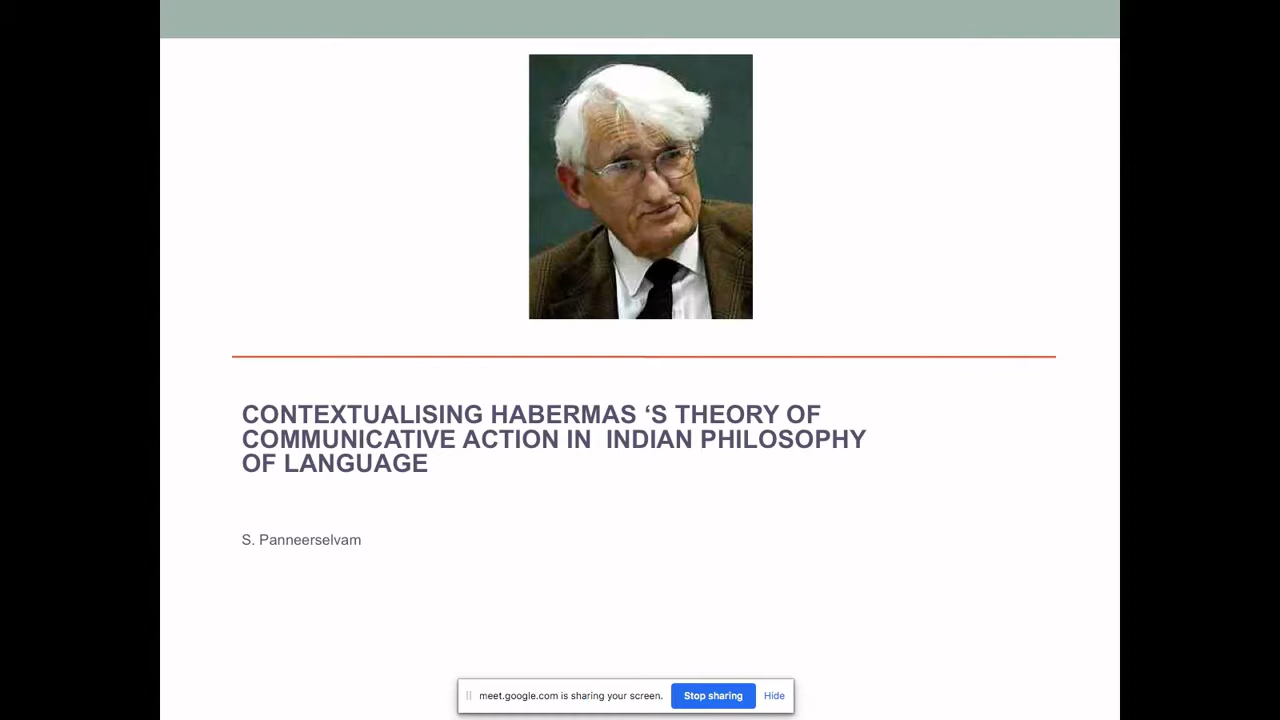 CONTEXTUALISING HABERMAS ‘S THEORY OF
COMMUNICATIVE ACTION IN  INDIAN PHILOSOPHY
OF LANGUAGE
S. Panneerselvam
meet.google.com is sharing your screen. Stop sharing Hide